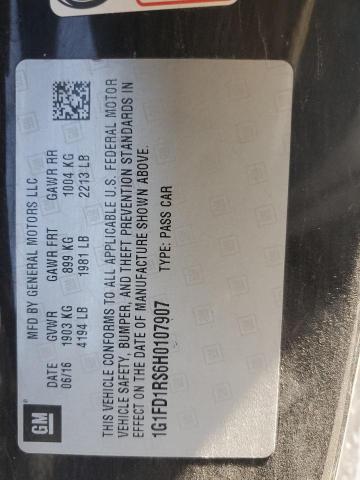 MFD BY GENERAL MOTORS LLC
DATE GVWR GAWR FRT GAWR RR
06/16 1903 KG 899 KG 1004 KG
4194 LB 1981 LB 2213 LB
THIS VEHICLE CONFORMS TO ALL APPLICABLE U.S. FEDERAL MOTOR
VEHICLE SAFETY, BUMPER, AND THEFT PREVENTION STANDARDS IN
EFFECT ON THE DATE OF MANUFACTURE SHOWN ABOVE.
1G1FD1RS6H0107907 TYPE: PASS CAR
GM